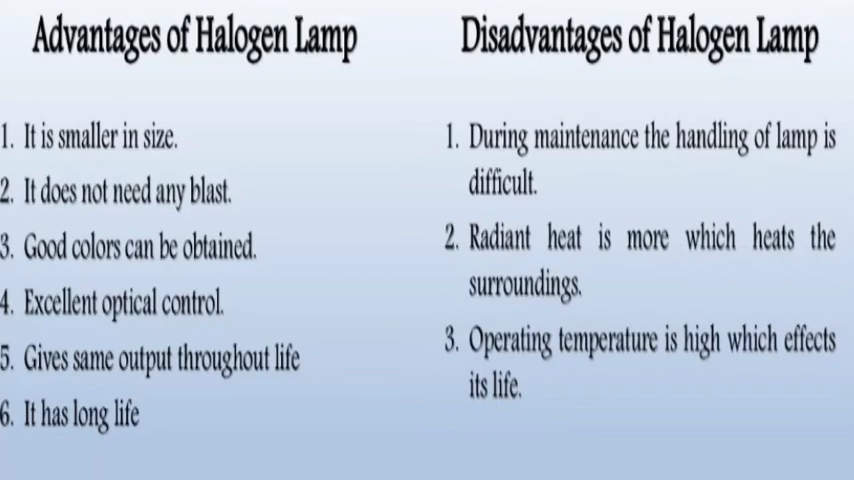 Advantages of Halogen Lamp
1. It is smaller in size.
2. It does not need any blast.
3. Good colors can be obtained.
4. Excellent optical control.
5. Gives same output throughout life
6. It has long life
Disadvantages of Halogen Lamp
1. During maintenance the handling of lamp is
difficult.
2. Radiant heat is more which heats the
surroundings.
3. Operating temperature is high which effects
its life.